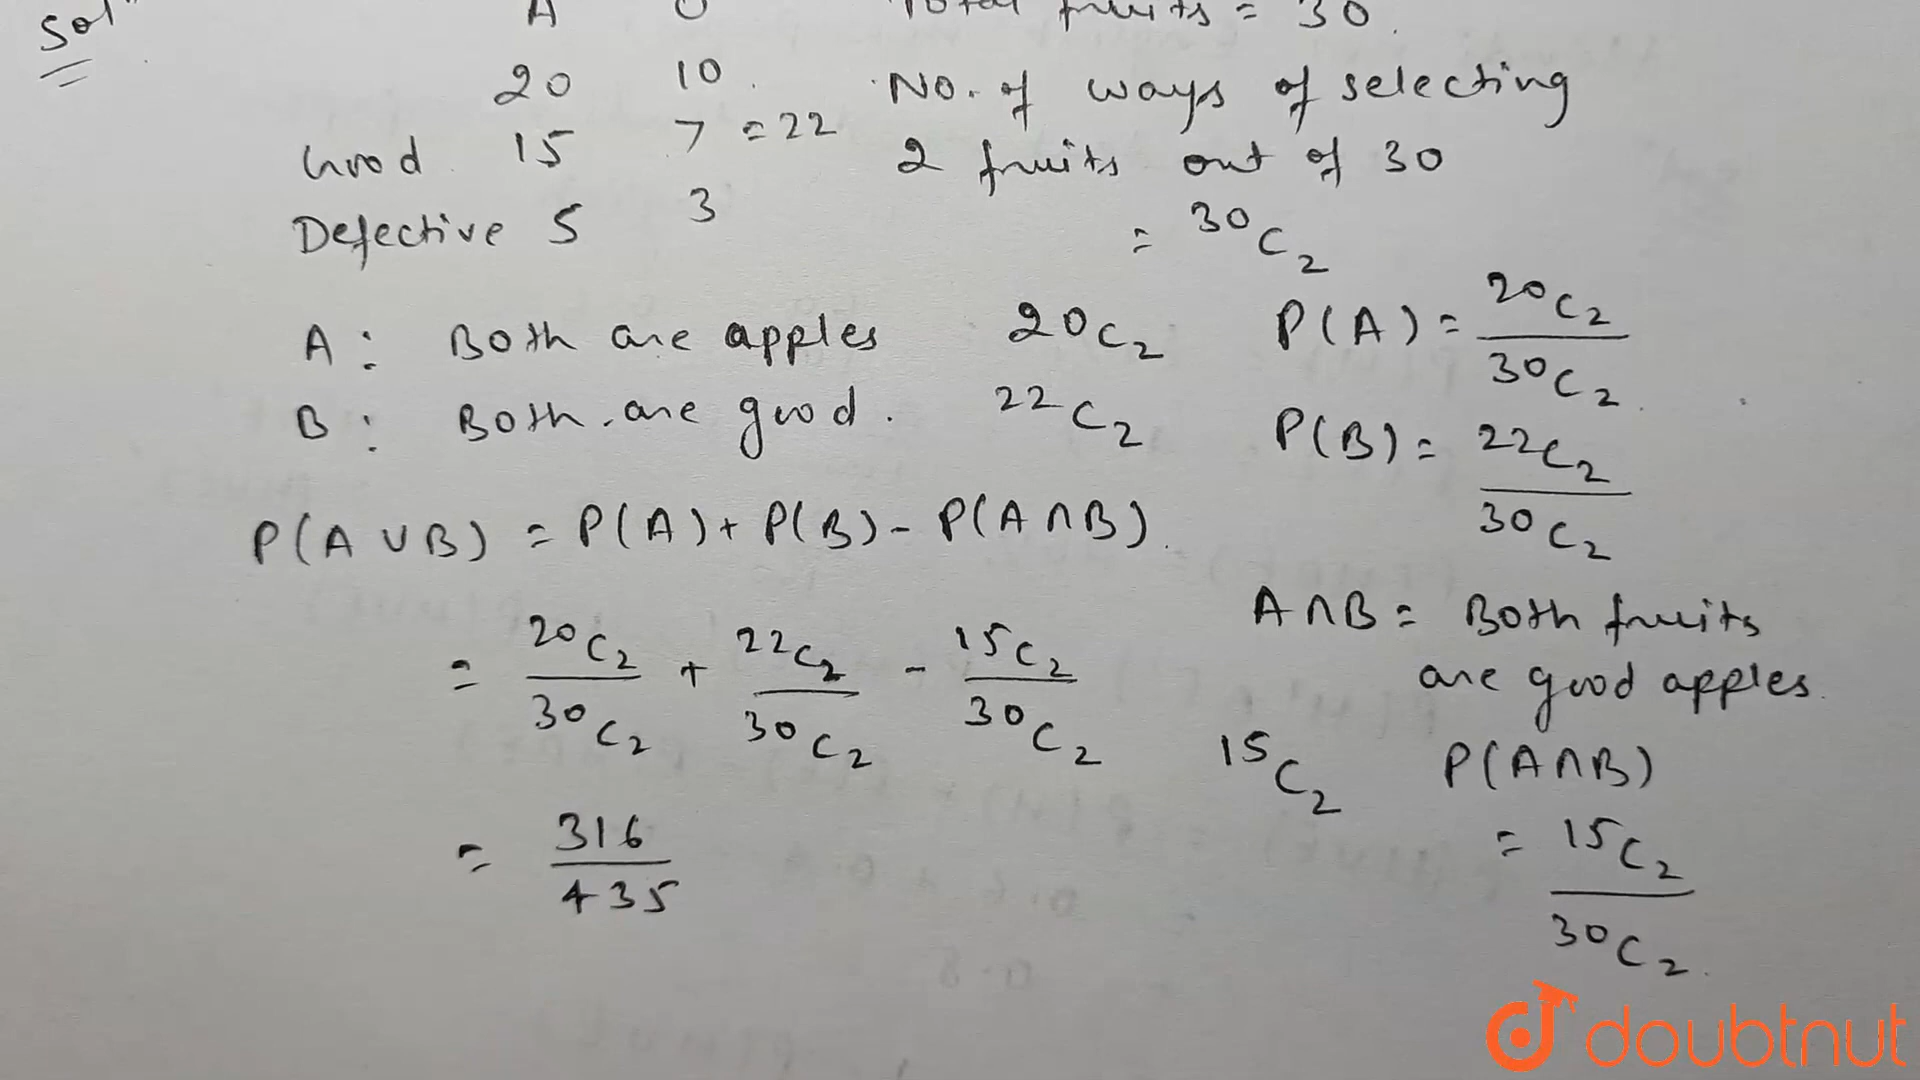 Sol
A O Total fruits = 30.
20 10. No. of ways of selecting
Good 15 7 = 22 2 fruits out of 30
Defective 5 3 = ³⁰C₂
A : Both are apples ²⁰C₂ P(A) = ²⁰C₂ / ³⁰C₂.
B : Both are good. ²²C₂ P(B) = ²²C₂ / ³⁰C₂
P(A ∪ B) = P(A) + P(B) - P(A ∩ B).
A ∩ B = Both fruits
are good apples.
= ²⁰C₂ / ³⁰C₂ + ²²C₂ / ³⁰C₂ - ¹⁵C₂ / ³⁰C₂
¹⁵C₂ P(A ∩ B)
= ¹⁵C₂ / ³⁰C₂.
= 316 / 435
doubtnut